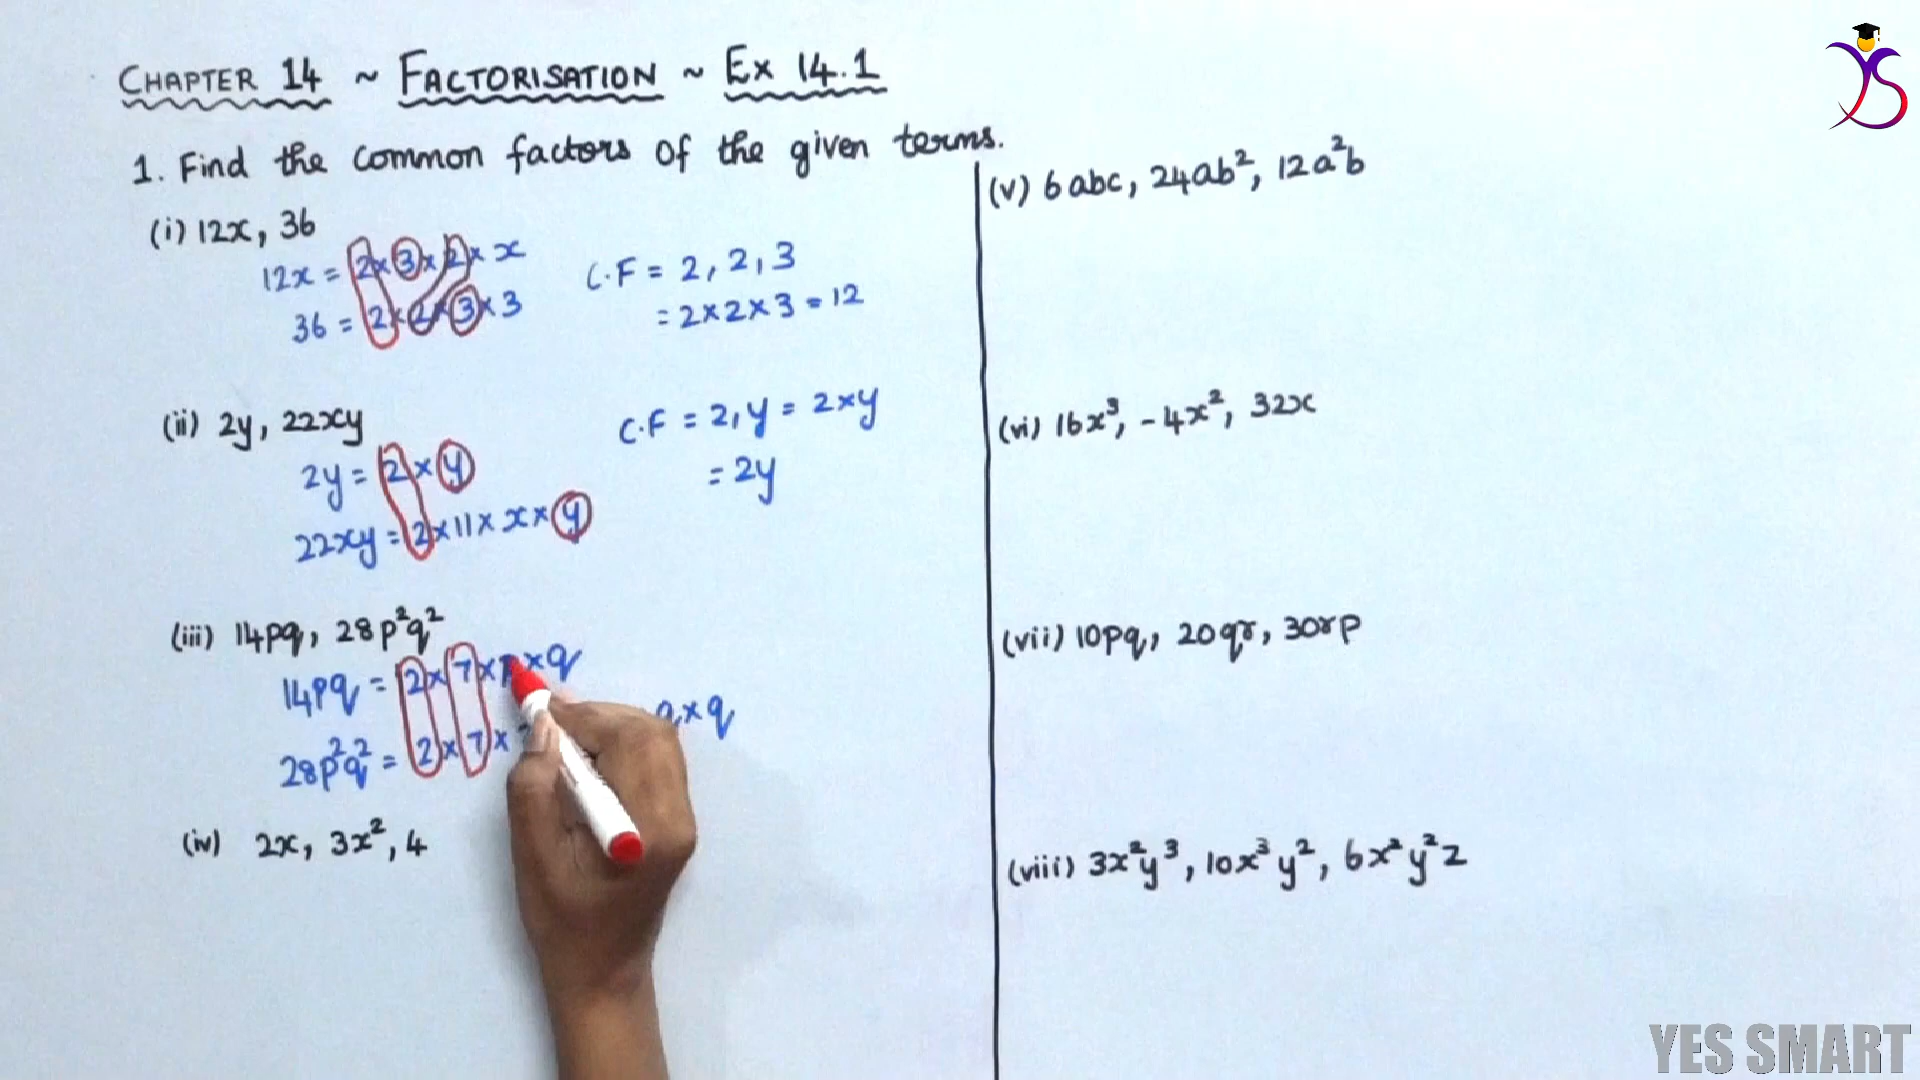 CHAPTER 14 ~ FACTORISATION ~ EX 14.1
1. Find the common factors of the given terms.
(i) 12x, 36
12x = 2 × 3 × 2 × x
36 = 2 × 2 × 3 × 3
C.F = 2, 2, 3
= 2 × 2 × 3 = 12
(ii) 2y, 22xy
2y = 2 × y
22xy = 2 × 11 × x × y
C.F = 2, y = 2 × y
= 2y
(iii) 14pq, 28p²q²
14pq = 2 × 7 × × q
28p²q² = 2 × 7 × × q
(iv) 2x, 3x², 4
(v) 6abc, 24ab², 12a²b
(vi) 16x³, -4x², 32x
(vii) 10pq, 20qr, 30rp
(viii) 3x²y³, 10x³y², 6x²y²z
YES SMART